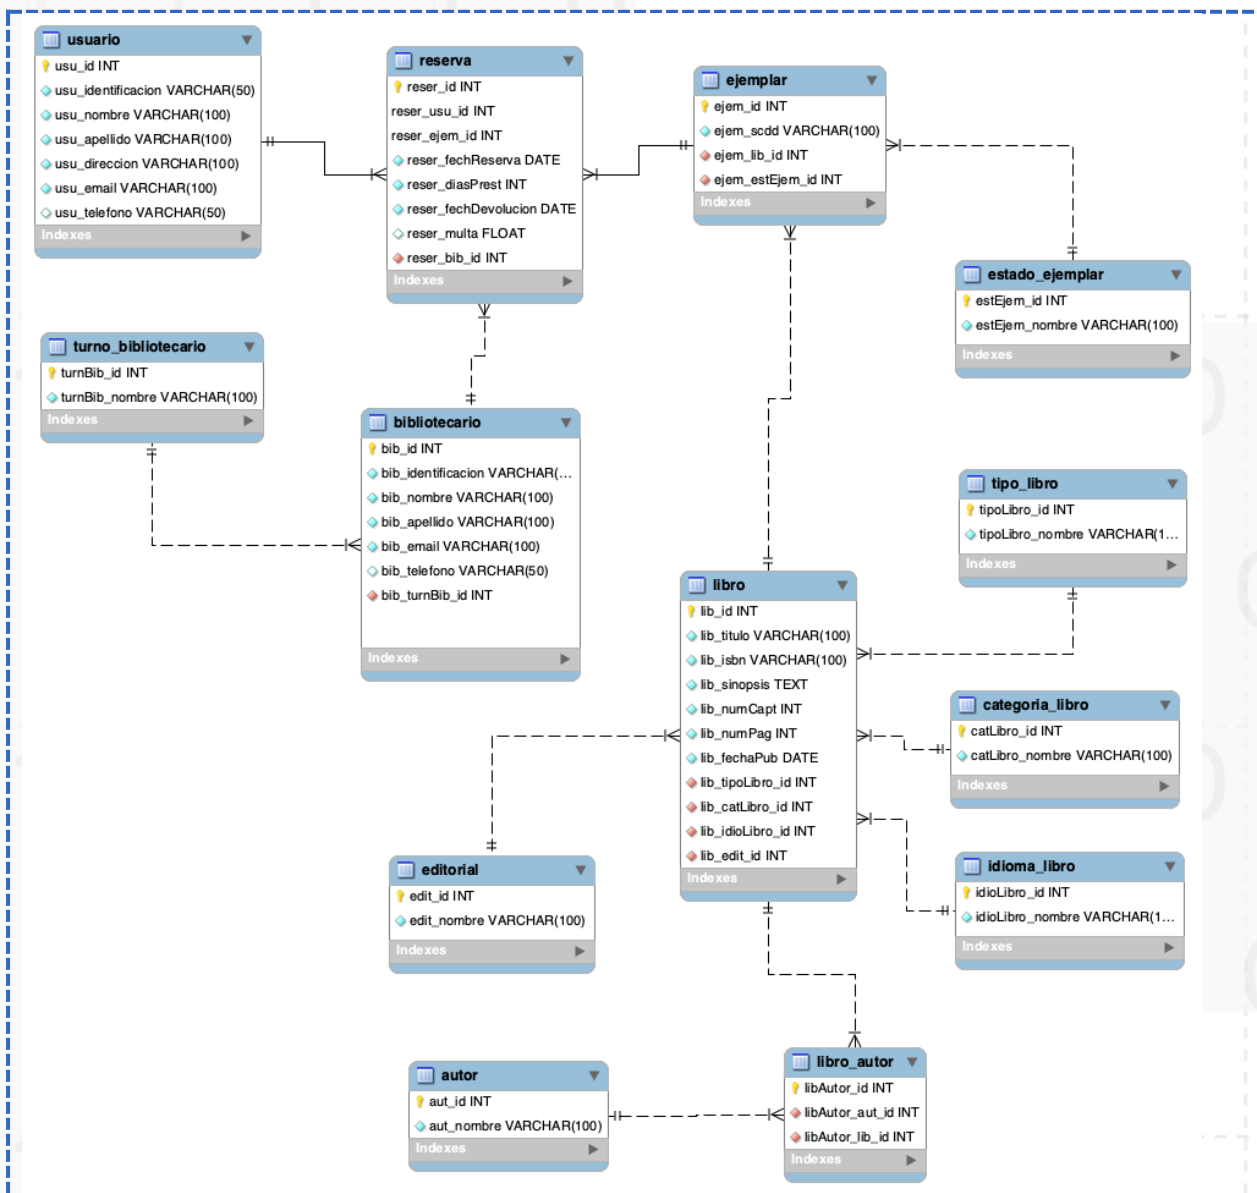 usuario
usu_id INT
usu_identificacion VARCHAR(50)
usu_nombre VARCHAR(100)
usu_apellido VARCHAR(100)
usu_direccion VARCHAR(100)
usu_email VARCHAR(100)
usu_telefono VARCHAR(50)
Indexes
reserva
reser_id INT
reser_usu_id INT
reser_ejem_id INT
reser_fechReserva DATE
reser_diasPrest INT
reser_fechDevolucion DATE
reser_multa FLOAT
reser_bib_id INT
Indexes
ejemplar
ejem_id INT
ejem_scdd VARCHAR(100)
ejem_lib_id INT
ejem_estEjem_id INT
Indexes
estado_ejemplar
estEjem_id INT
estEjem_nombre VARCHAR(100)
Indexes
turno_bibliotecario
turnBib_id INT
turnBib_nombre VARCHAR(100)
Indexes
bibliotecario
bib_id INT
bib_identificacion VARCHAR(...
bib_nombre VARCHAR(100)
bib_apellido VARCHAR(100)
bib_email VARCHAR(100)
bib_telefono VARCHAR(50)
bib_turnBib_id INT
Indexes
tipo_libro
tipoLibro_id INT
tipoLibro_nombre VARCHAR(1...
Indexes
libro
lib_id INT
lib_titulo VARCHAR(100)
lib_isbn VARCHAR(100)
lib_sinopsis TEXT
lib_numCapt INT
lib_numPag INT
lib_fechaPub DATE
lib_tipoLibro_id INT
lib_catLibro_id INT
lib_idioLibro_id INT
lib_edit_id INT
Indexes
categoria_libro
catLibro_id INT
catLibro_nombre VARCHAR(100)
Indexes
editorial
edit_id INT
edit_nombre VARCHAR(100)
Indexes
idioma_libro
idioLibro_id INT
idioLibro_nombre VARCHAR(1...
Indexes
autor
aut_id INT
aut_nombre VARCHAR(100)
Indexes
libro_autor
libAutor_id INT
libAutor_aut_id INT
libAutor_lib_id INT
Indexes